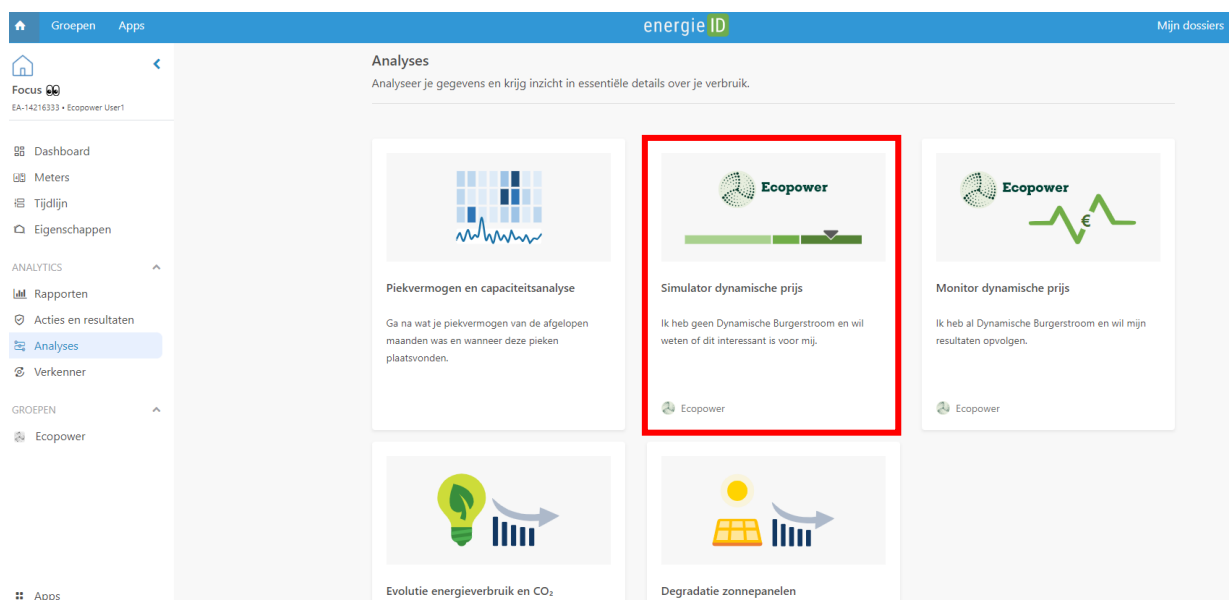 Groepen Apps energie ID Mijn dossiers
Focus
EA-14216333 • Ecopower User1
Dashboard
Meters
Tijdlijn
Eigenschappen
ANALYTICS
Rapporten
Acties en resultaten
Analyses
Verkenner
GROEPEN
Ecopower
Apps
Analyses
Analyseer je gegevens en krijg inzicht in essentiële details over je verbruik.
Piekvermogen en capaciteitsanalyse
Ga na wat je piekvermogen van de afgelopen
maanden was en wanneer deze pieken
plaatsvonden.
Ecopower
Simulator dynamische prijs
Ik heb geen Dynamische Burgerstroom en wil
weten of dit interessant is voor mij.
Ecopower
Ecopower
€
Monitor dynamische prijs
Ik heb al Dynamische Burgerstroom en wil mijn
resultaten opvolgen.
Ecopower
Evolutie energieverbruik en CO₂
Degradatie zonnepanelen